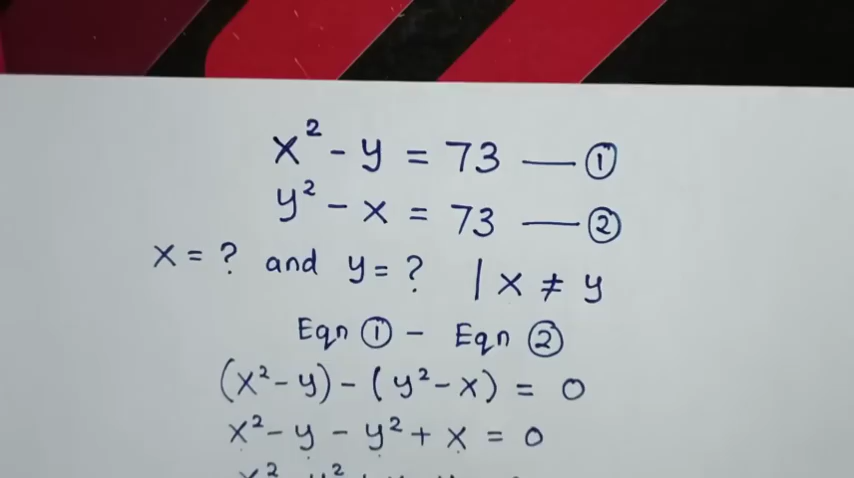 x² - y = 73 — ①
y² - x = 73 — ②
x = ? and y = ? | x ≠ y
Eqn ① - Eqn ②
(x² - y) - (y² - x) = 0
x² - y - y² + x = 0